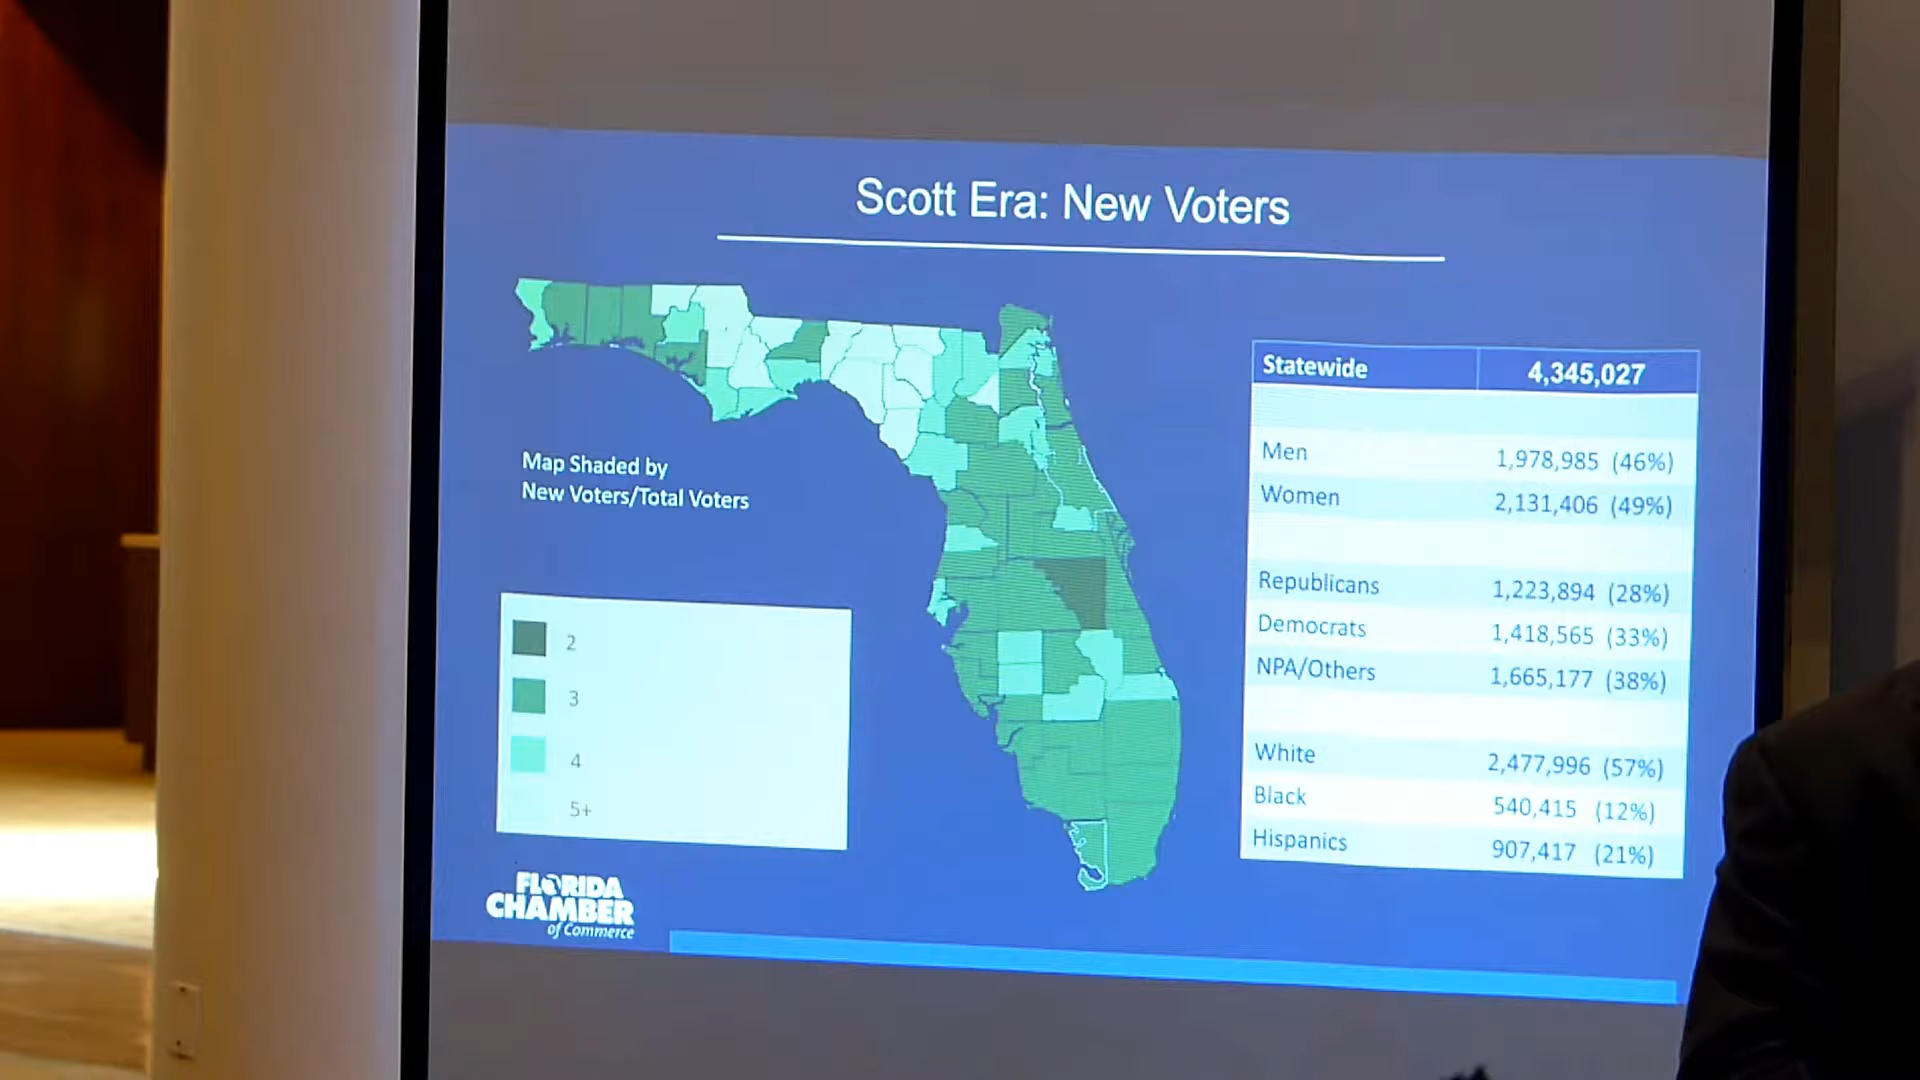 Scott Era: New Voters
Map Shaded by
New Voters/Total Voters
2
3
4
5+
Statewide 4,345,027
Men 1,978,985 (46%)
Women 2,131,406 (49%)
Republicans 1,223,894 (28%)
Democrats 1,418,565 (33%)
NPA/Others 1,665,177 (38%)
White 2,477,996 (57%)
Black 540,415 (12%)
Hispanics 907,417 (21%)
FLORIDA
CHAMBER
of Commerce